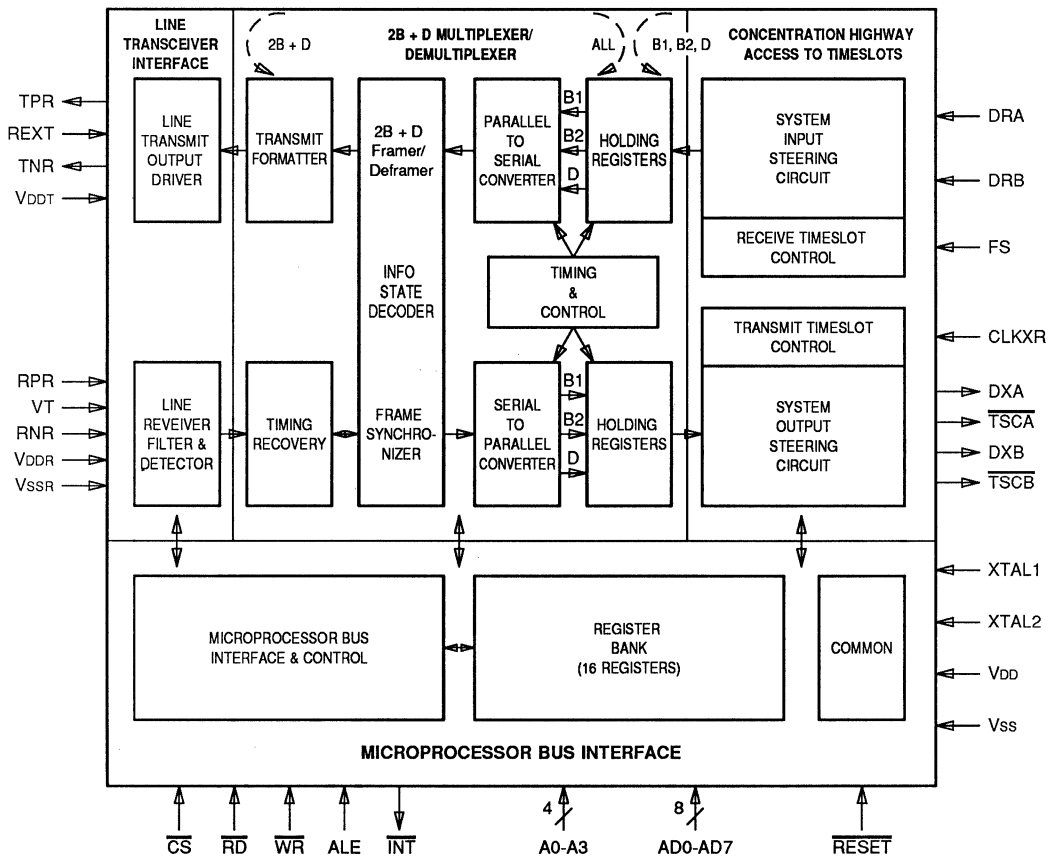 LINE
TRANSCEIVER
INTERFACE
2B + D
2B + D MULTIPLEXER/
DEMULTIPLEXER
ALL
B1, B2, D
CONCENTRATION HIGHWAY
ACCESS TO TIMESLOTS
TPR
REXT
TNR
VDDT
LINE
TRANSMIT
OUTPUT
DRIVER
TRANSMIT
FORMATTER
2B + D
Framer/
Deframer
INFO
STATE
DECODER
FRAME
SYNCHRO-
NIZER
PARALLEL
TO
SERIAL
CONVERTER
B1
B2
D
HOLDING
REGISTERS
SYSTEM
INPUT
STEERING
CIRCUIT
RECEIVE TIMESLOT
CONTROL
DRA
DRB
FS
TIMING
&
CONTROL
TRANSMIT TIMESLOT
CONTROL
SYSTEM
OUTPUT
STEERING
CIRCUIT
CLKXR
DXA
TSCA
DXB
TSCB
RPR
VT
RNR
VDDR
VSSR
LINE
REVEIVER
FILTER &
DETECTOR
TIMING
RECOVERY
SERIAL
TO
PARALLEL
CONVERTER
B1
B2
D
HOLDING
REGISTERS
MICROPROCESSOR BUS
INTERFACE & CONTROL
REGISTER
BANK
(16 REGISTERS)
COMMON
XTAL1
XTAL2
VDD
VSS
MICROPROCESSOR BUS INTERFACE
4
8
CS
RD
WR
ALE
INT
A0-A3
AD0-AD7
RESET